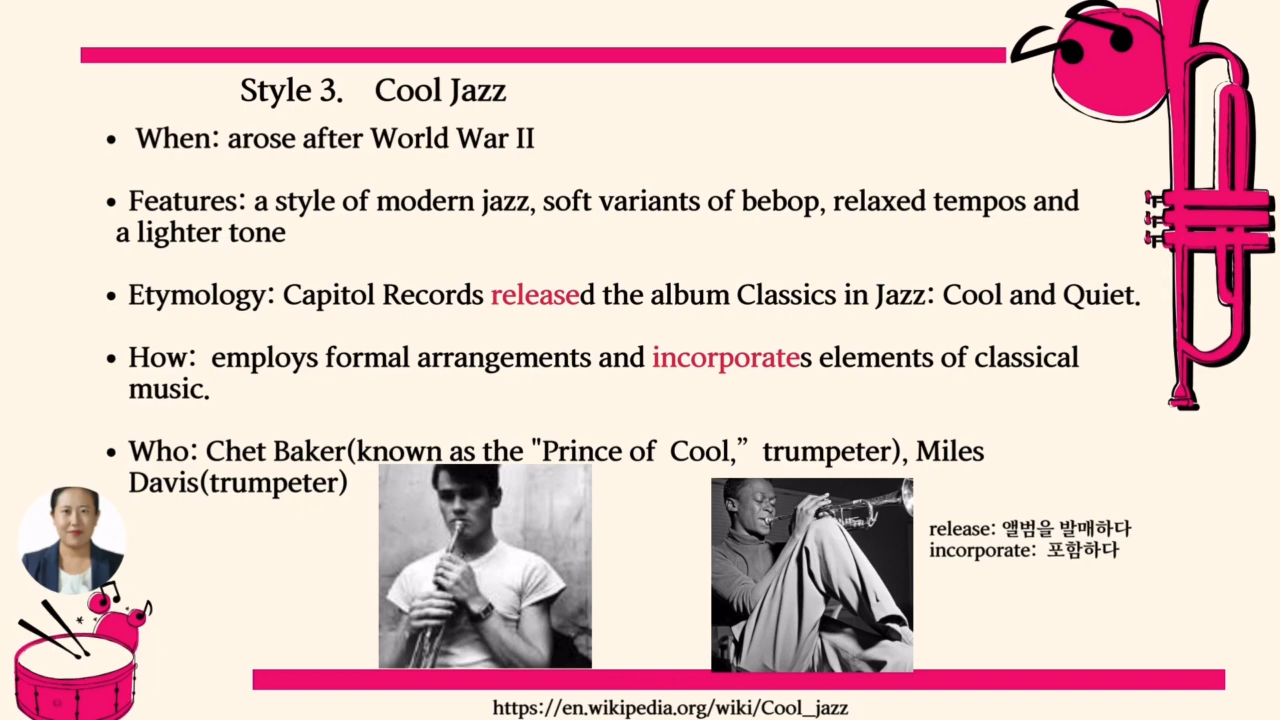 Style 3. Cool Jazz
• When: arose after World War II
• Features: a style of modern jazz, soft variants of bebop, relaxed tempos and
a lighter tone
• Etymology: Capitol Records released the album Classics in Jazz: Cool and Quiet.
• How: employs formal arrangements and incorporates elements of classical
music.
• Who: Chet Baker(known as the "Prince of Cool,” trumpeter), Miles
Davis(trumpeter)
release: 앨범을 발매하다
incorporate: 포함하다
https://en.wikipedia.org/wiki/Cool_jazz